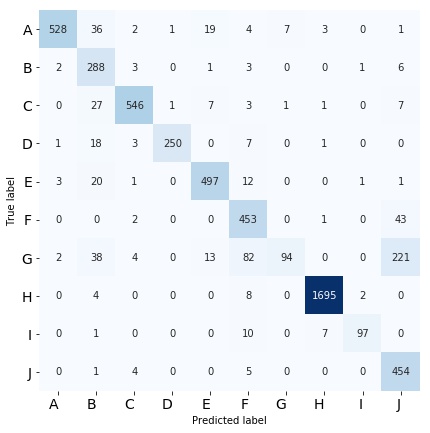 A 528 36 2 1 19 4 7 3 0 1
B 2 288 3 0 1 3 0 0 1 6
C 0 27 546 1 7 3 1 1 0 7
D 1 18 3 250 0 7 0 1 0 0
E 3 20 1 0 497 12 0 0 1 1
F 0 0 2 0 0 453 0 1 0 43
G 2 38 4 0 13 82 94 0 0 221
H 0 4 0 0 0 8 0 1695 2 0
I 0 1 0 0 0 10 0 7 97 0
J 0 1 4 0 0 5 0 0 0 454
A B C D E F G H I J
True label
Predicted label